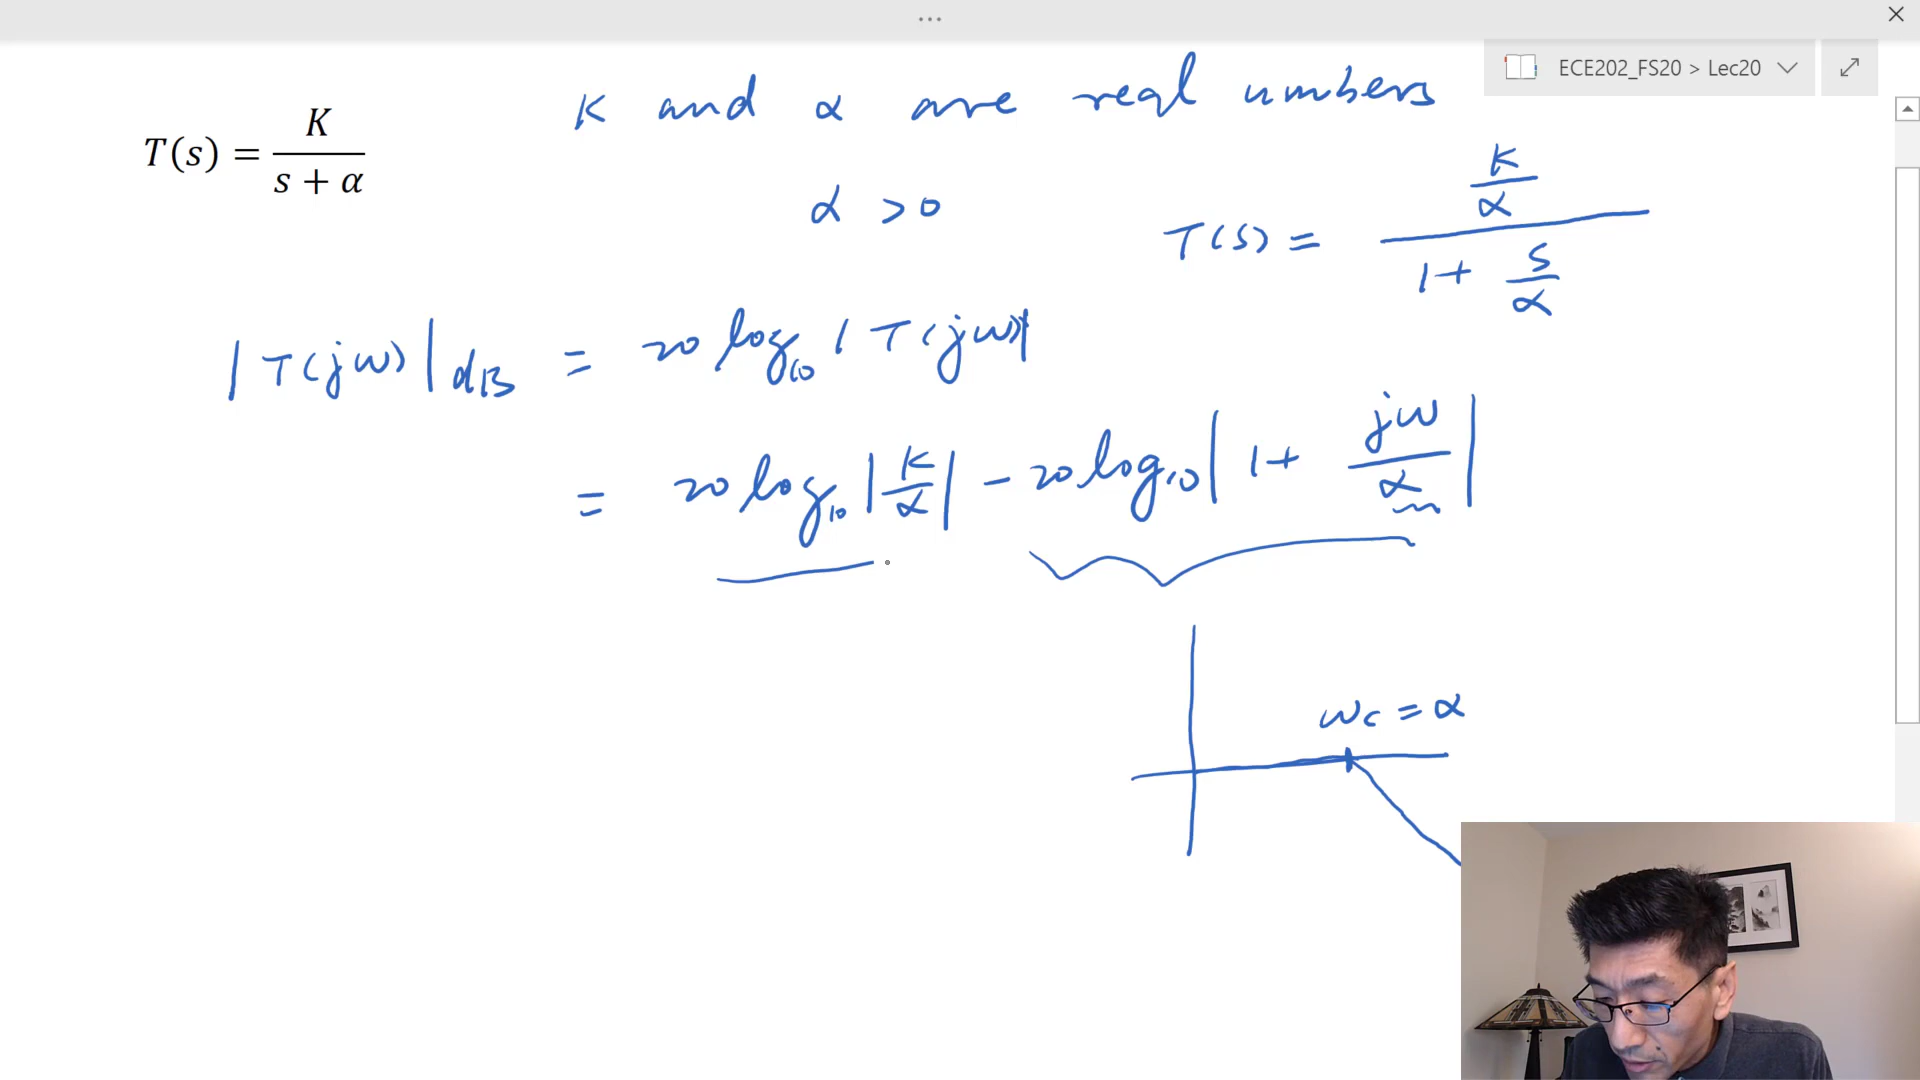 ...
ECE202_FS20 > Lec20
K and α are real numbers
T(s) = K / (s + α)
α > 0
T(s) = (K/α) / (1 + s/α)
|T(jω)|dB = 20 log₁₀ |T(jω)|
= 20 log₁₀ |K/α| − 20 log₁₀ |1 + jω/α|
ωc = α